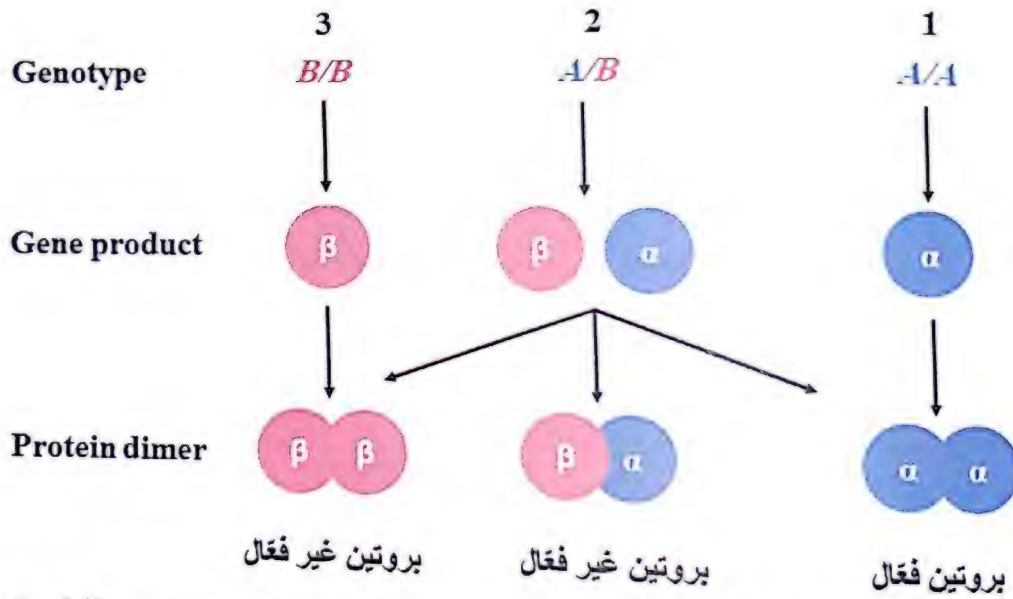 3 2 1
Genotype B/B A/B A/A
Gene product β β α α
Protein dimer β β β α α α
بروتين غير فعّال بروتين غير فعّال بروتين فعّال